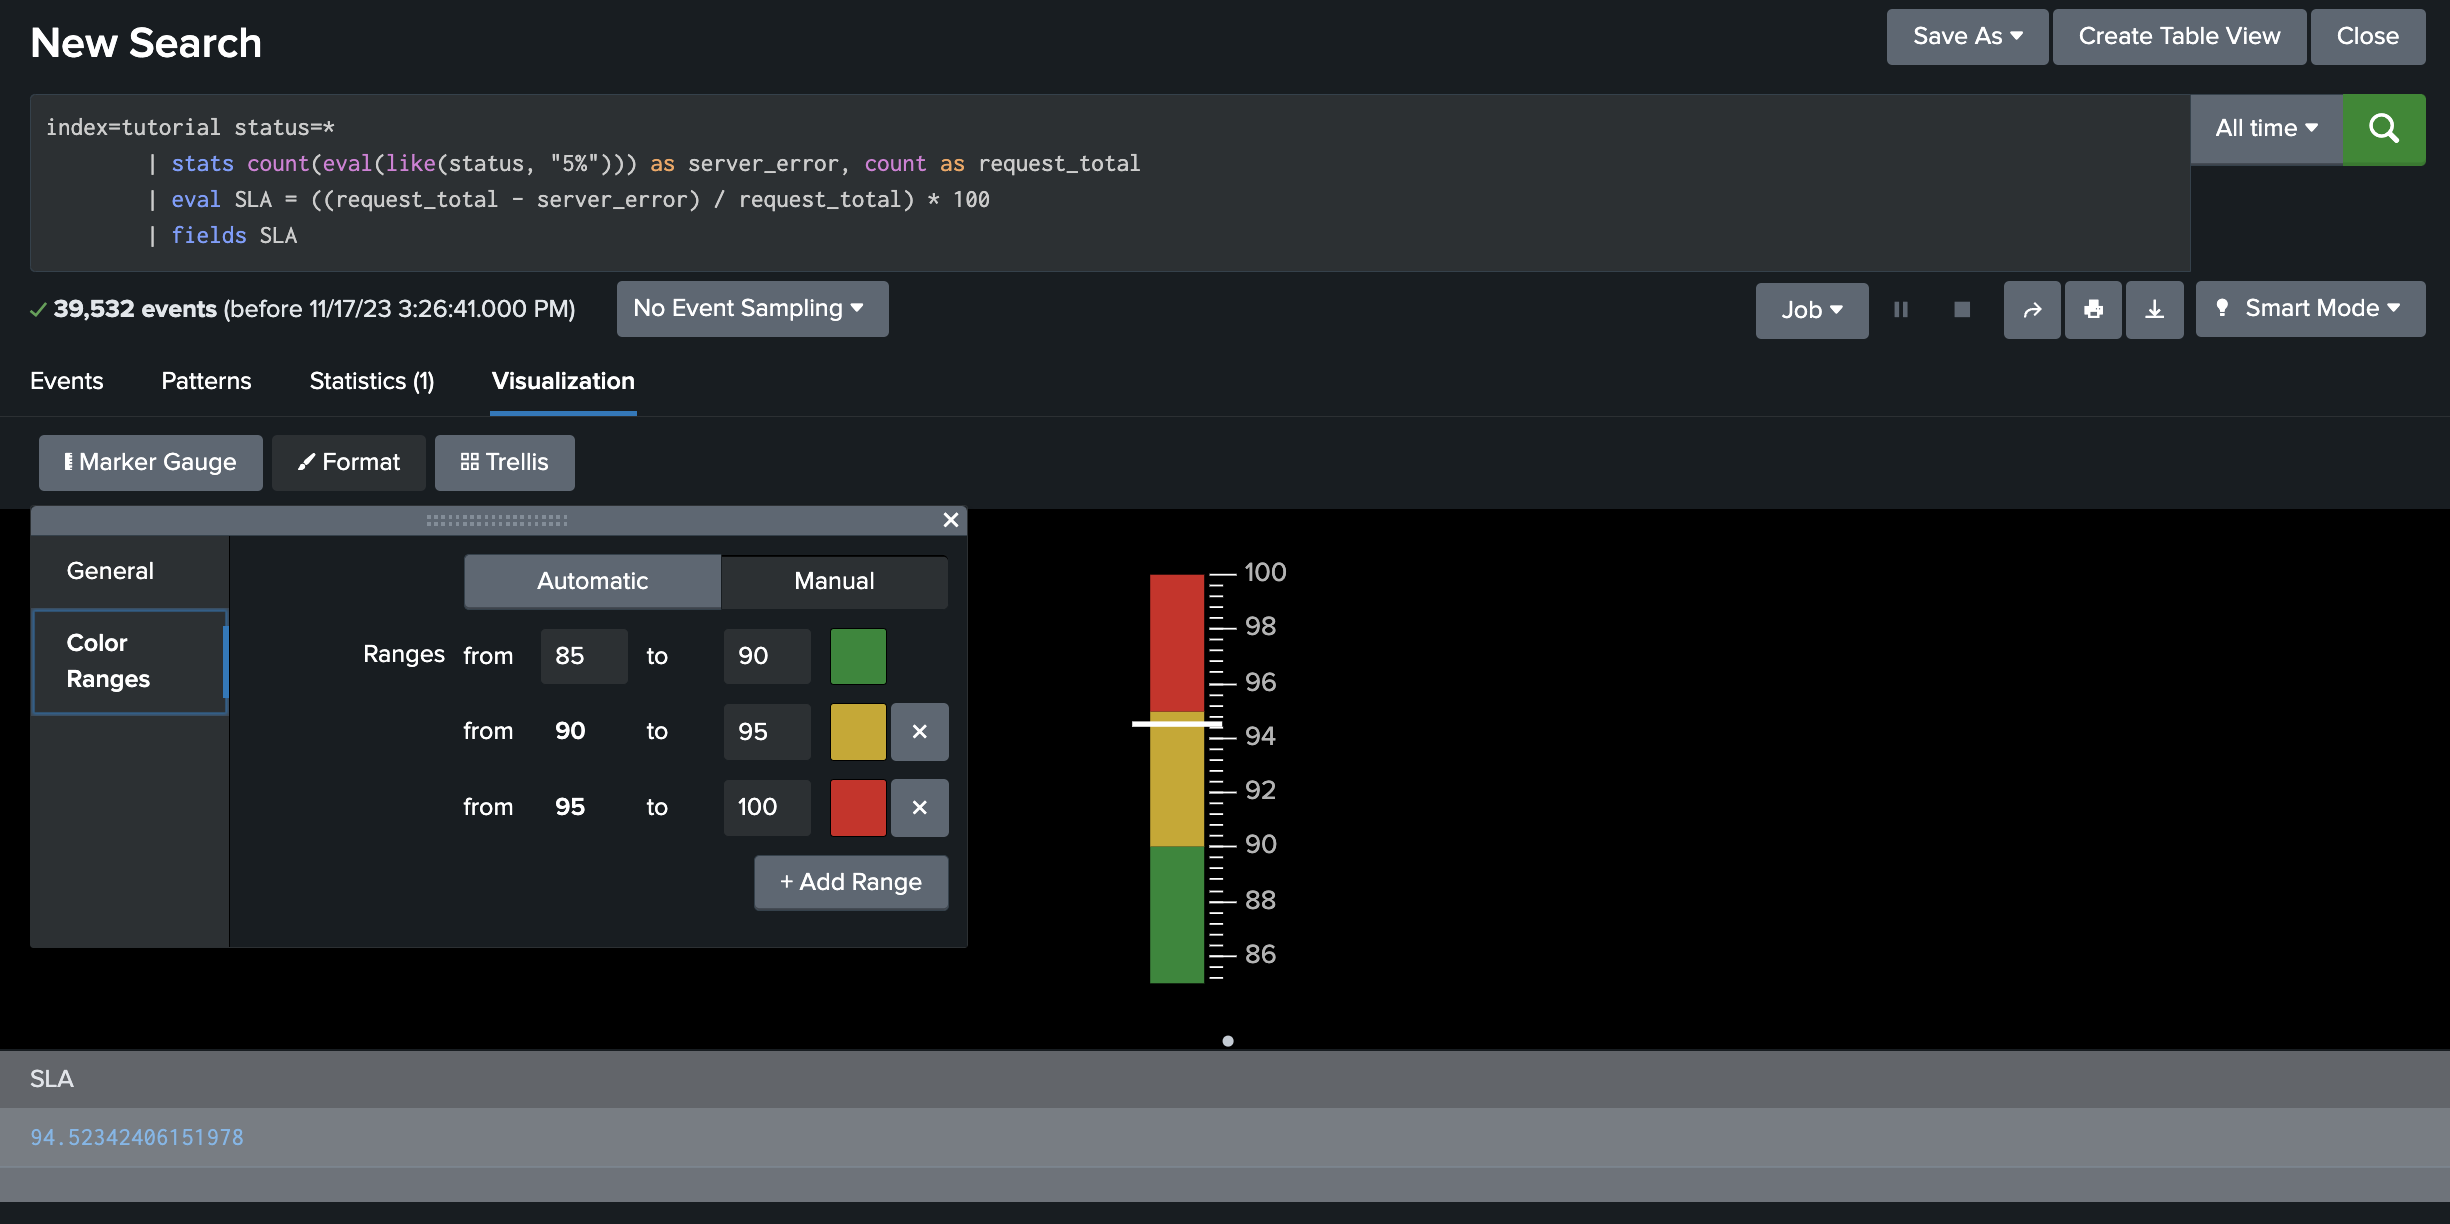 New Search
Save As
Create Table View
Close
index=tutorial status=*
| stats count(eval(like(status, "5%"))) as server_error, count as request_total
| eval SLA = ((request_total - server_error) / request_total) * 100
| fields SLA
All time
39,532 events (before 11/17/23 3:26:41.000 PM)
No Event Sampling
Job
Smart Mode
Events
Patterns
Statistics (1)
Visualization
Marker Gauge
Format
Trellis
General
Color
Ranges
Automatic
Manual
Ranges from 85 to 90
from 90 to 95
from 95 to 100
+ Add Range
100
98
96
94
92
90
88
86
SLA
94.52342406151978